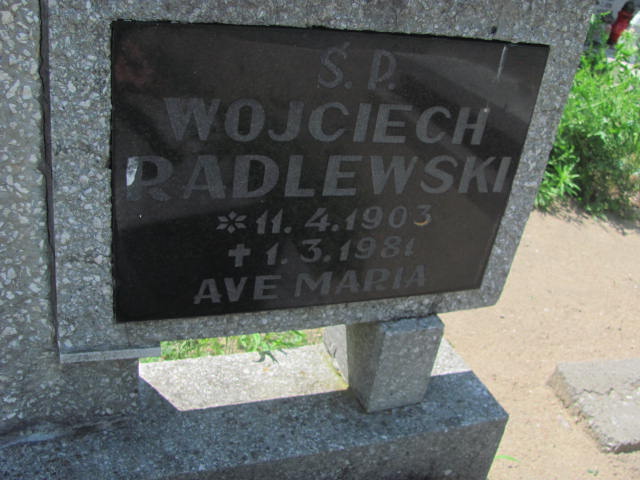 Ś. P.
WOJCIECH
RADLEWSKI
* 11. 4. 1903
✝ 1. 3. 1981
AVE MARIA